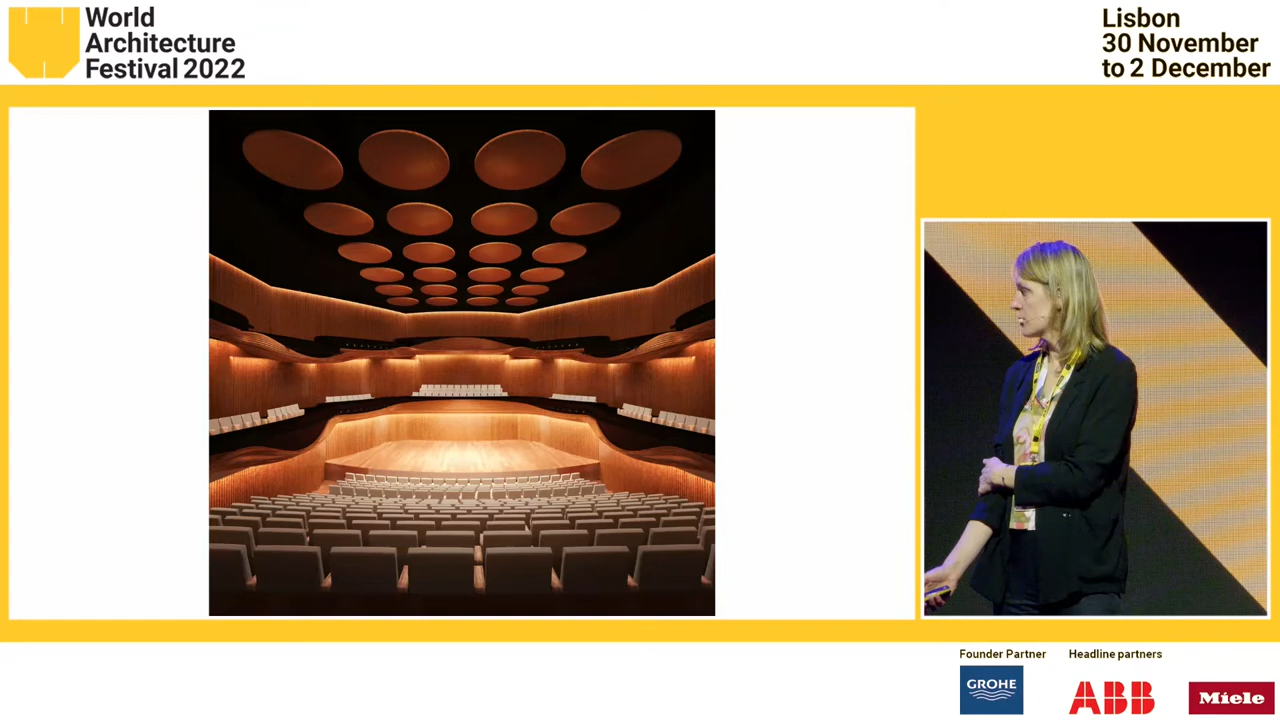 World
Architecture
Festival 2022
Lisbon
30 November
to 2 December
Founder Partner
Headline partners
GROHE
ABB
Miele